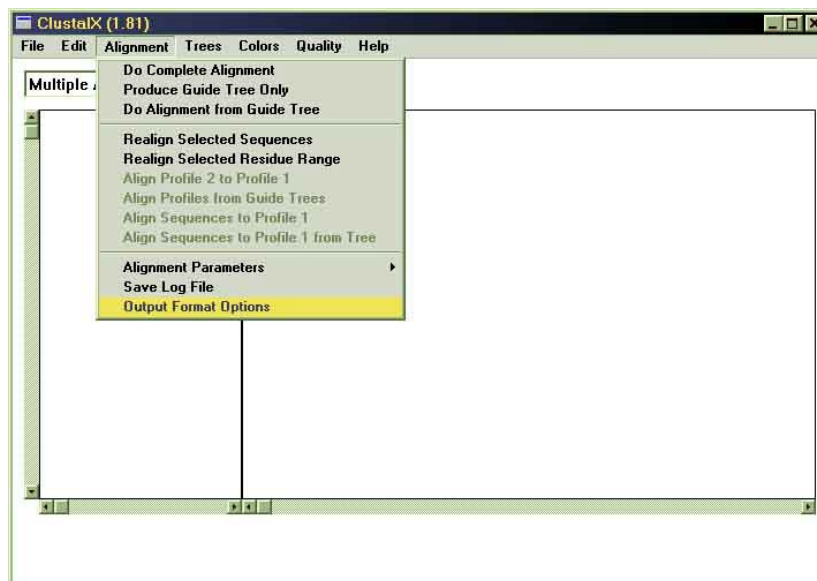 ClustalX (1.81)
File Edit Alignment Trees Colors Quality Help
Multiple
Do Complete Alignment
Produce Guide Tree Only
Do Alignment from Guide Tree
Realign Selected Sequences
Realign Selected Residue Range
Align Profile 2 to Profile 1
Align Profiles from Guide Trees
Align Sequences to Profile 1
Align Sequences to Profile 1 from Tree
Alignment Parameters
Save Log File
Output Format Options